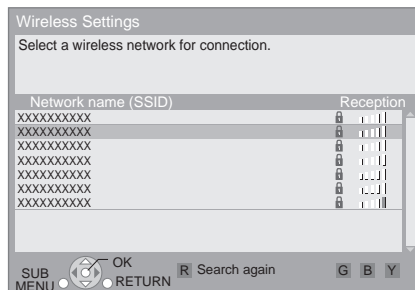 Wireless Settings
Select a wireless network for connection.
Network name (SSID) Reception
XXXXXXXXXX
XXXXXXXXXX
XXXXXXXXXX
XXXXXXXXXX
XXXXXXXXXX
XXXXXXXXXX
XXXXXXXXXX
OK
SUB MENU
RETURN
R Search again
G B Y